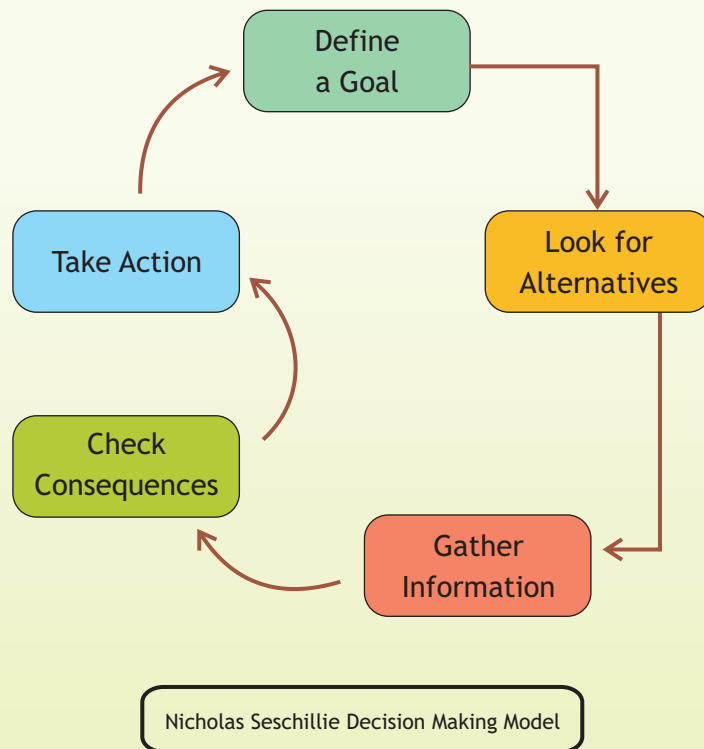 Define
a Goal
Look for
Alternatives
Gather
Information
Check
Consequences
Take Action
Nicholas Seschillie Decision Making Model